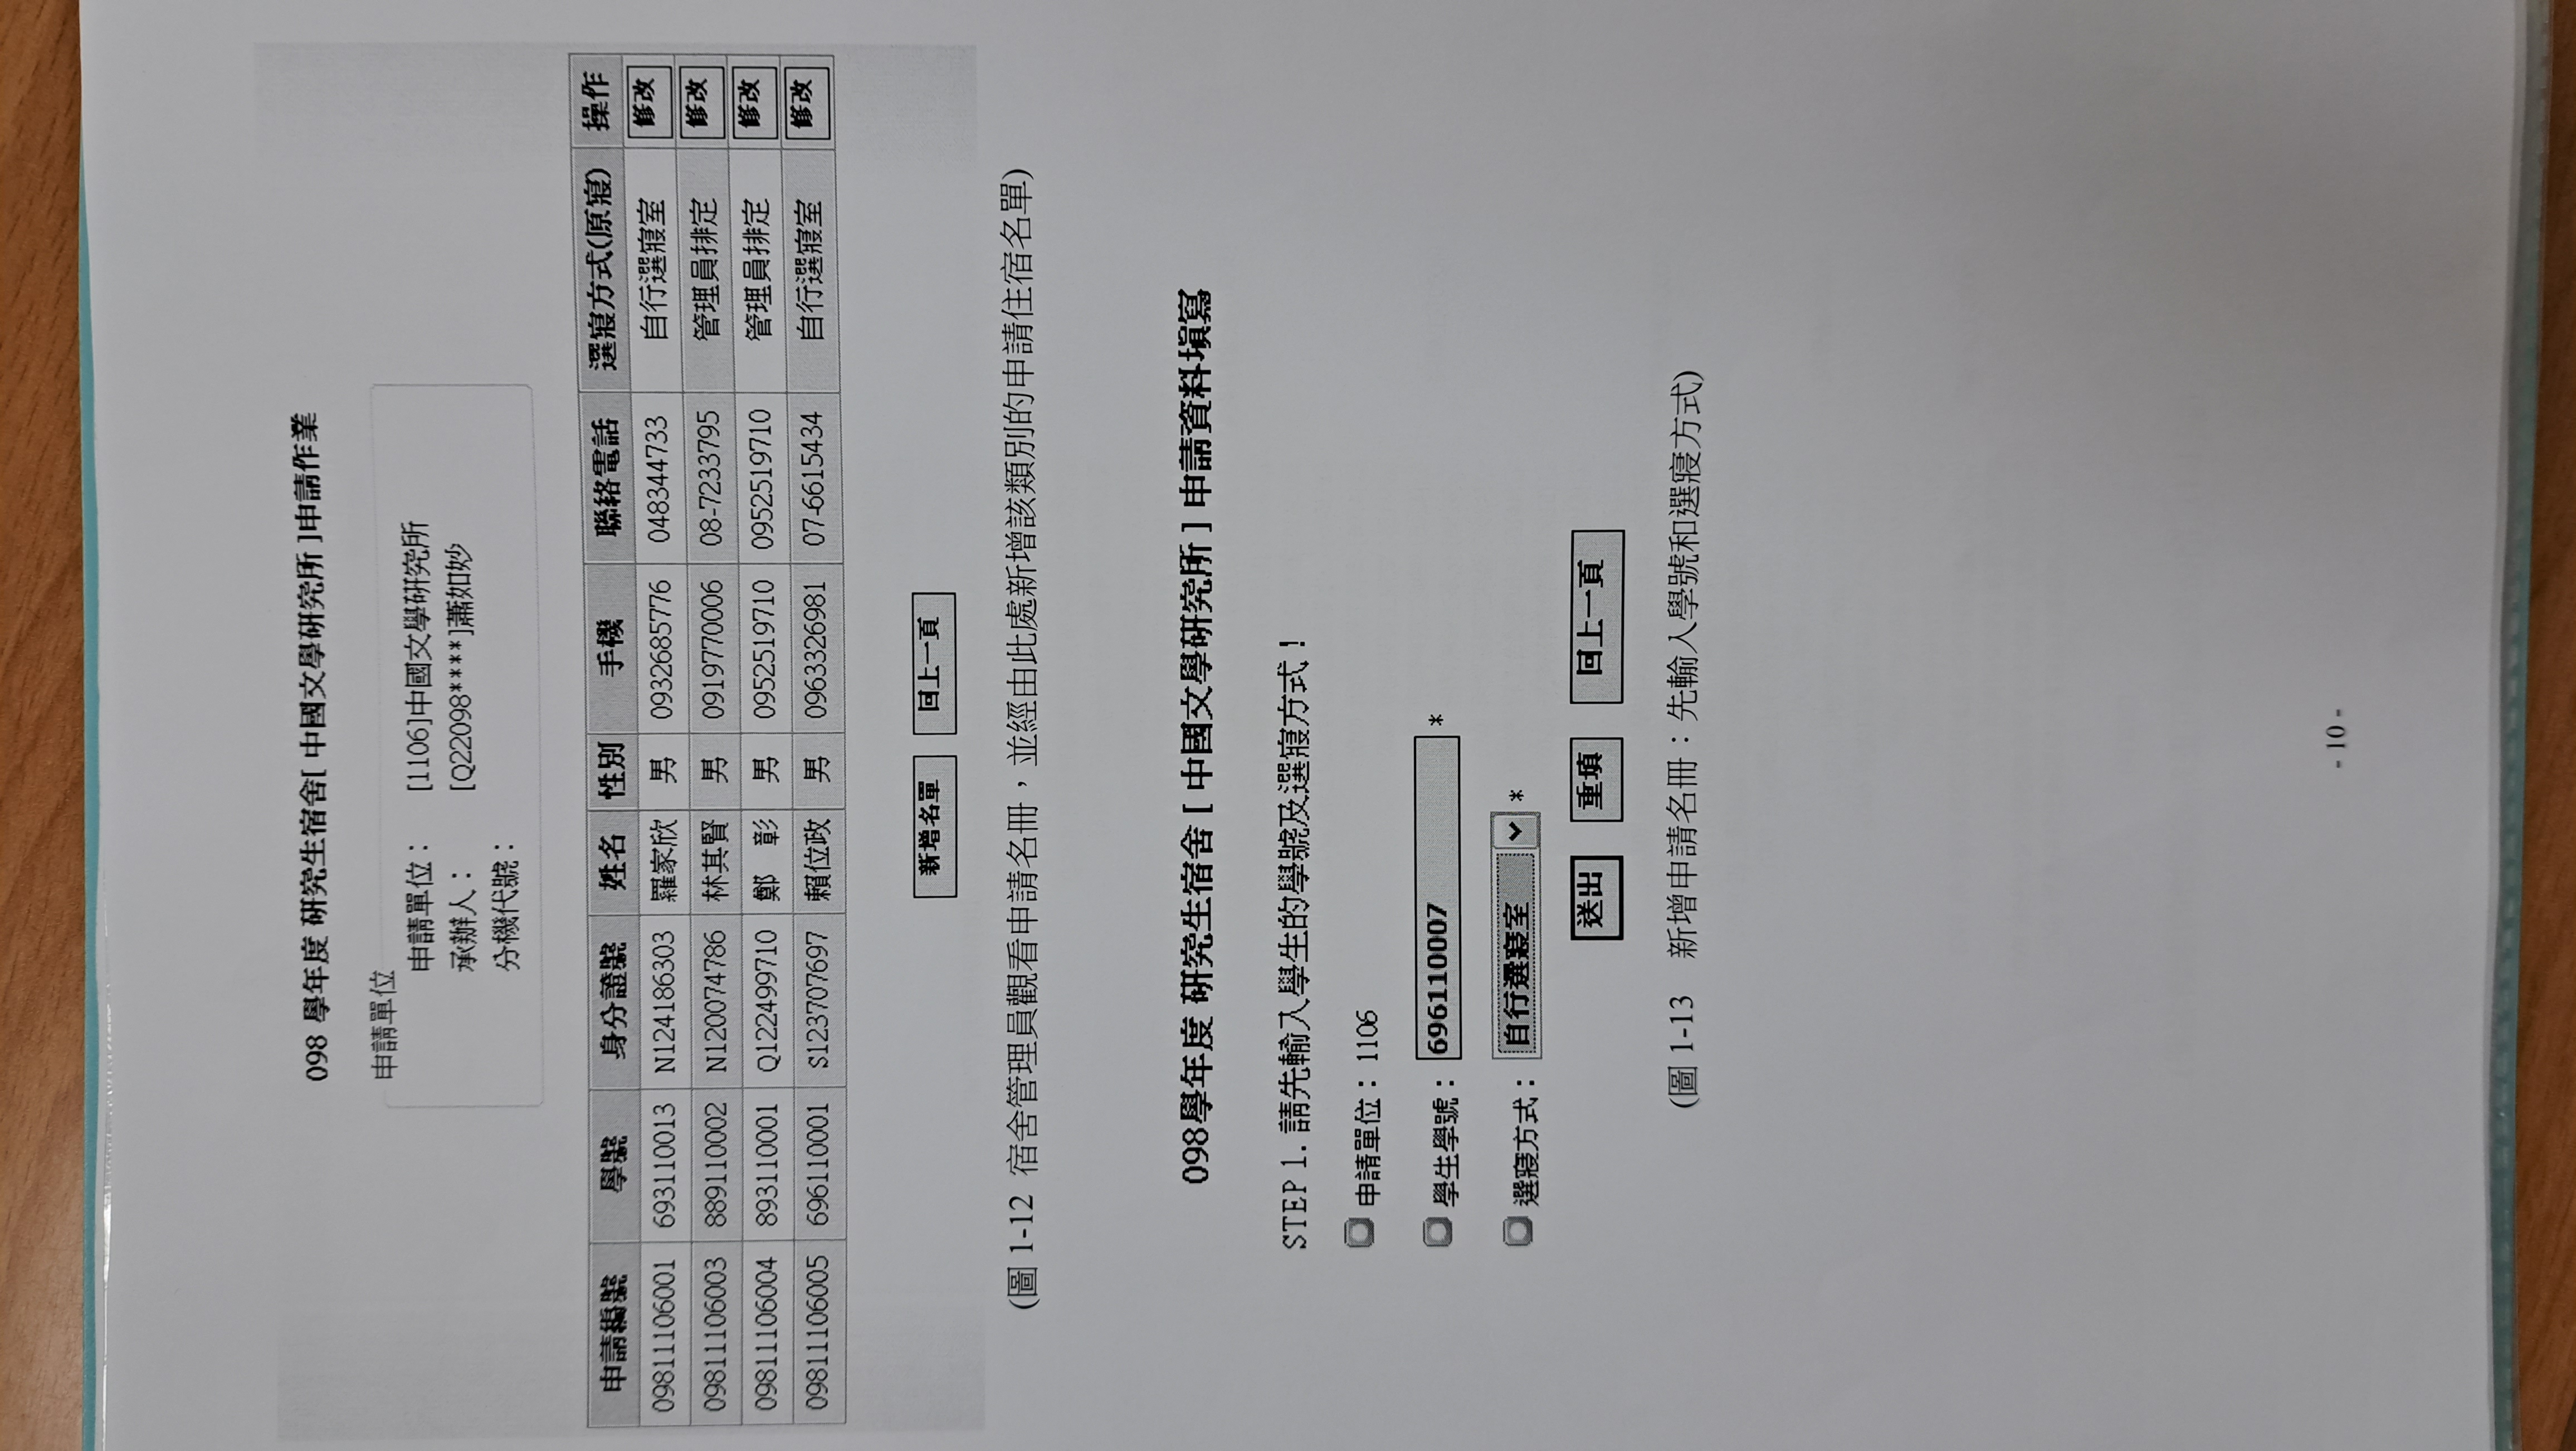 098 學年度 研究生宿舍[ 中國文學研究所 ]申請作業
申請單位
申請單位： [1106]中國文學研究所
承辦人： [Q22098****]蕭如妙
分機代號：
申請編號 學號 身分證號 姓名 性別 手機 聯絡電話 選寢方式(原寢) 操作
09811106001 693110013 N124186303 羅家欣 男 0932685776 048344733 自行選寢室 修改
09811106003 889110002 N120074786 林其賢 男 0919770006 08-7233795 管理員排定 修改
09811106004 893110001 Q122499710 鄭　彰 男 0952519710 0952519710 管理員排定 修改
09811106005 696110001 S123707697 賴位政 男 0963326981 07-6615434 自行選寢室 修改
新增名單 回上一頁
(圖 1-12 宿舍管理員觀看申請名冊，並經由此處新增該類別的申請住宿名單)
098學年度 研究生宿舍 [ 中國文學研究所 ] 申請資料填寫
STEP 1. 請先輸入學生的學號及選寢方式！
申請單位： 1106
學生學號： 696110007 *
選寢方式： 自行選寢室 *
送出 重填 回上一頁
(圖 1-13 新增申請名冊：先輸入學號和選寢方式)
- 10 -